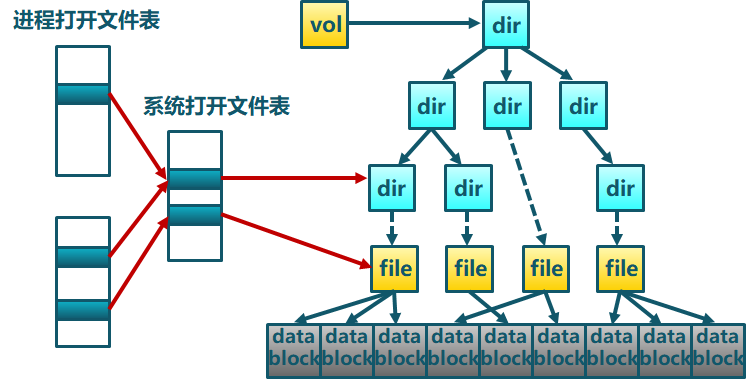 进程打开文件表
系统打开文件表
vol
dir
dir
dir
dir
dir
dir
dir
file
file
file
file
data block
data block
data block
data block
data block
data block
data block
data block
data block